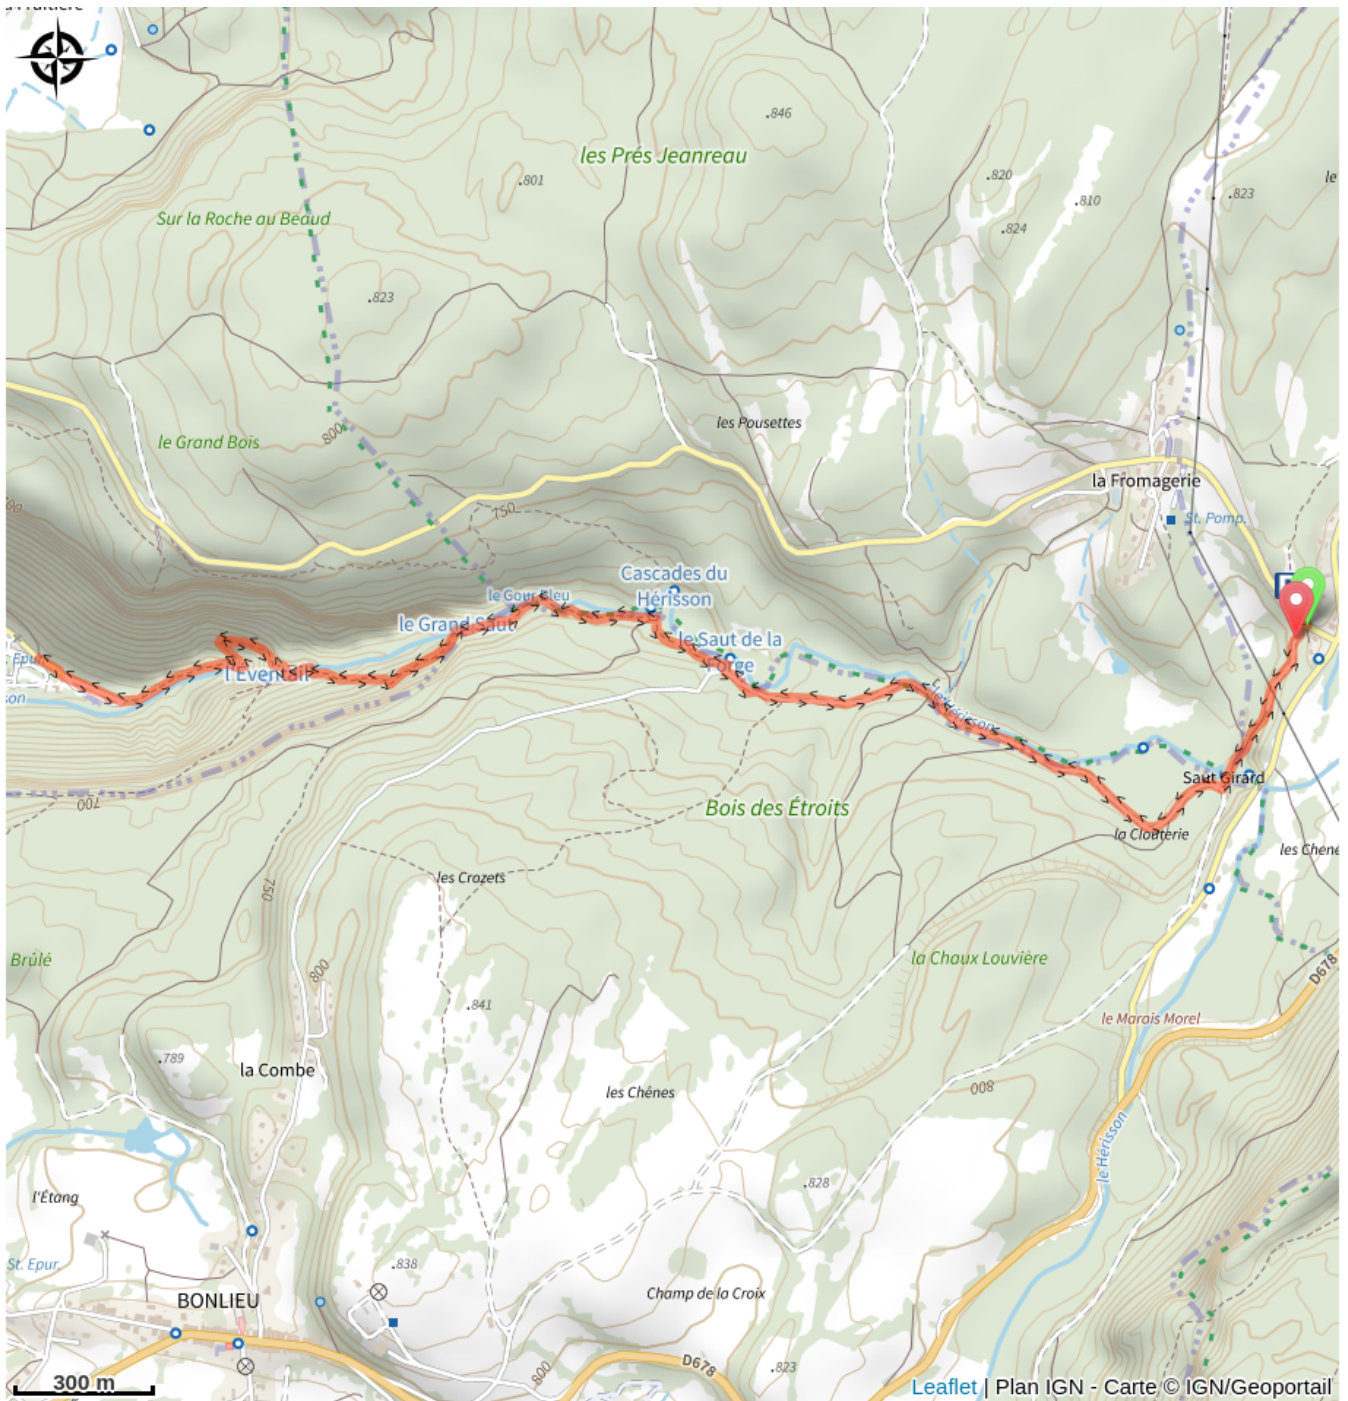 les Prés Jeanreau
.846
.801
.820
.810
.824
.823
le
Sur la Roche au Beaud
.823
le Grand Bois
800
les Pousettes
la Fromagerie
St. Pomp.
750
Cascades du
Hérisson
le Gour Bleu
le Grand Saut
le Saut de la
Forge
l'Éventail
le Hérisson
Saut Girard
la Clouterie
les Chene
700
Bois des Étroits
les Crozets
750
800
Brûlé
la Chaux Louvière
D678
.841
le Marais Morel
.789
la Combe
les Chênes
800
le Hérisson
l'Étang
.828
St. Epur.
.838
BONLIEU
Champ de la Croix
D678
.823
800
300 m
Leaflet | Plan IGN - Carte © IGN/Geoportail